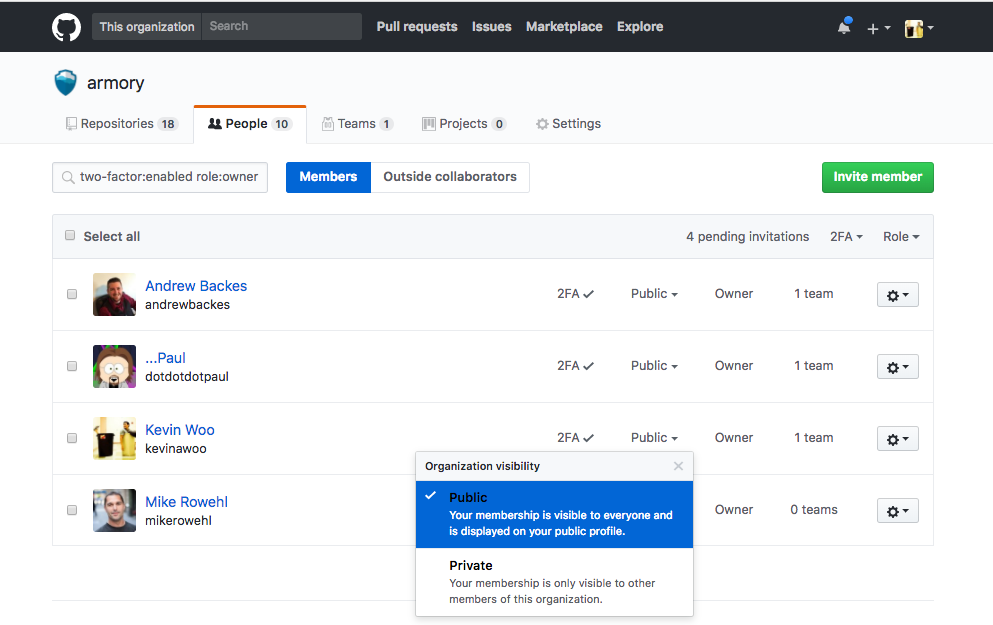 This organization Search Pull requests Issues Marketplace Explore
armory
Repositories 18 People 10 Teams 1 Projects 0 Settings
two-factor:enabled role:owner Members Outside collaborators Invite member
Select all 4 pending invitations 2FA Role
Andrew Backes
andrewbackes
2FA Public Owner 1 team
...Paul
dotdotdotpaul
2FA Public Owner 1 team
Kevin Woo
kevinawoo
2FA Public Owner 1 team
Mike Rowehl
mikerowehl
Owner 0 teams
Organization visibility
Public
Your membership is visible to everyone and
is displayed on your public profile.
Private
Your membership is only visible to other
members of this organization.